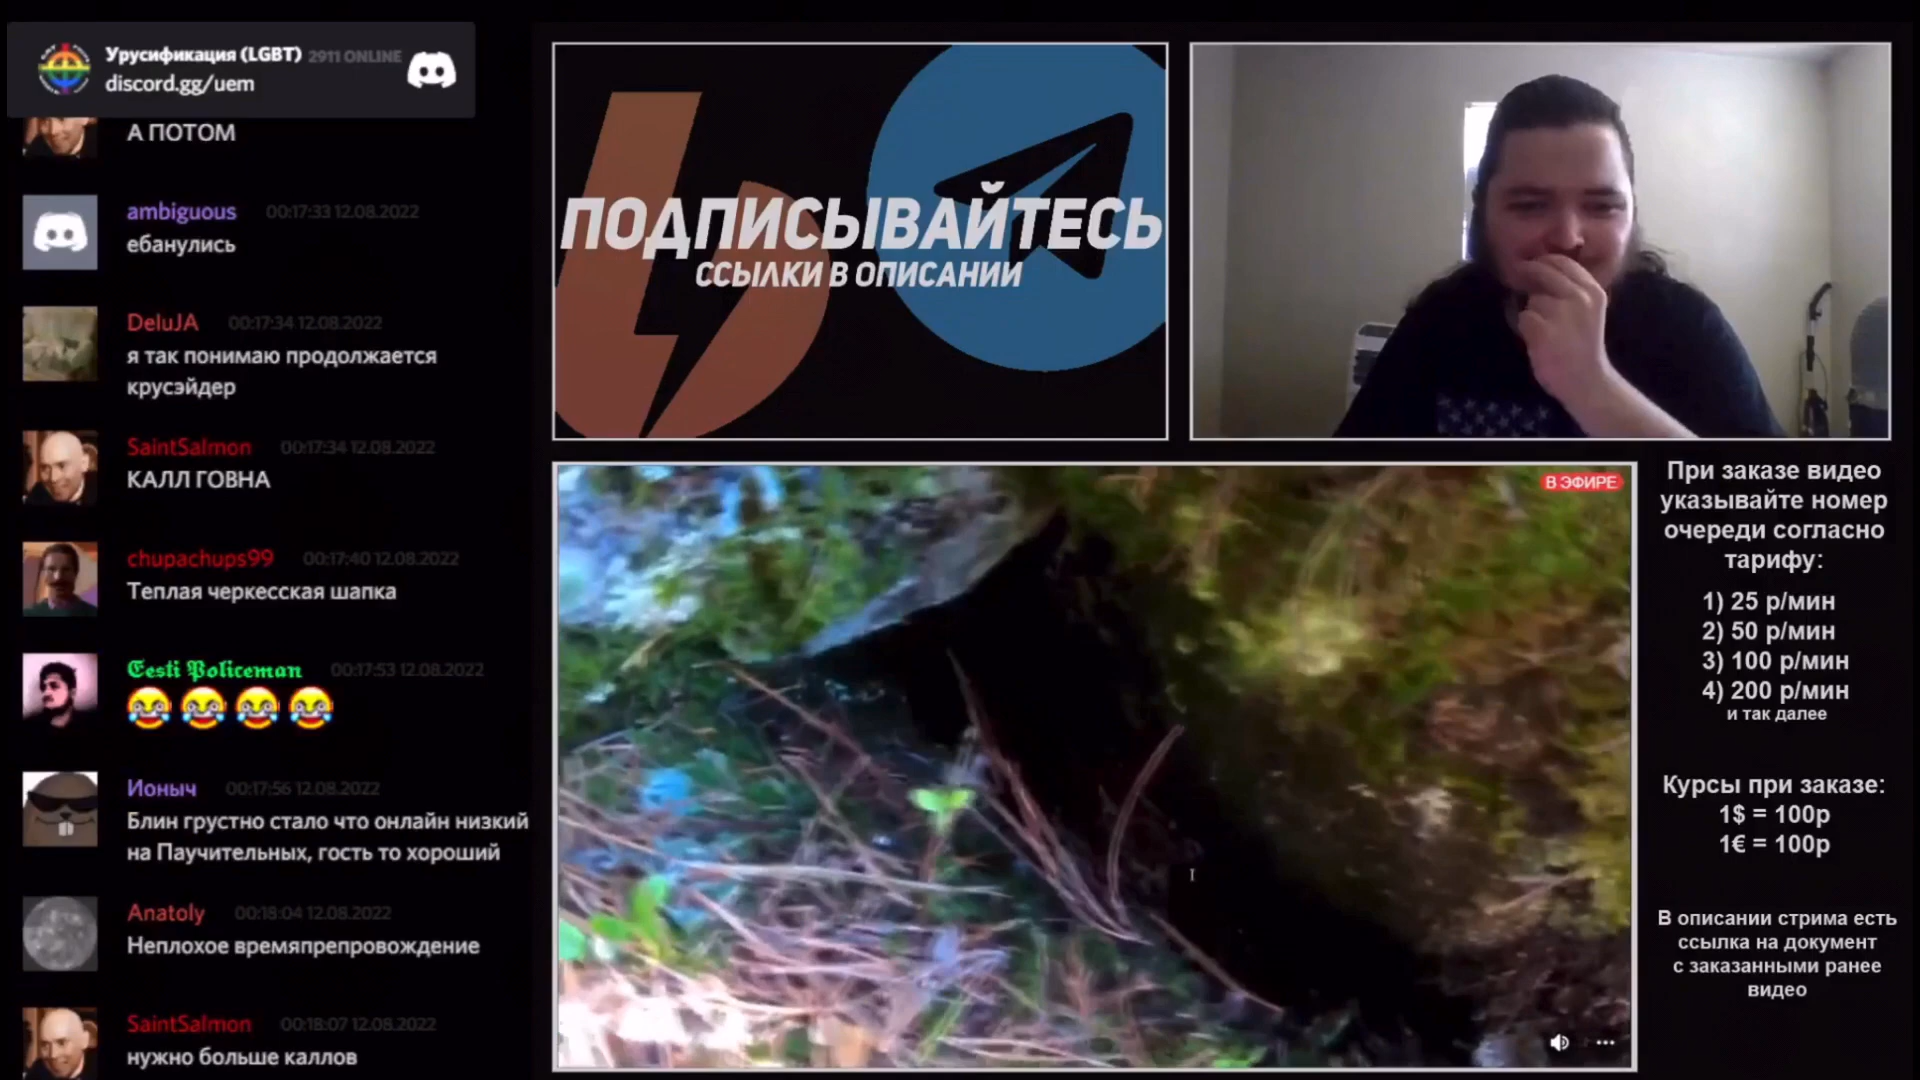 Урусификация (LGBT) 2911 ONLINE
discord.gg/uem
А ПОТОМ
ambiguous 00:17:33 12.08.2022
ебанулись
DeluJA 00:17:34 12.08.2022
я так понимаю продолжается
крусэйдер
SaintSalmon 00:17:34 12.08.2022
КАЛЛ ГОВНА
chupachups99 00:17:40 12.08.2022
Теплая черкесская шапка
Eesti Policeman 00:17:53 12.08.2022
Ионыч 00:17:56 12.08.2022
Блин грустно стало что онлайн низкий
на Паучительных, гость то хороший
Anatoly 00:18:04 12.08.2022
Неплохое времяпрепровождение
SaintSalmon 00:18:07 12.08.2022
нужно больше каллов
ПОДПИСЫВАЙТЕСЬ
ССЫЛКИ В ОПИСАНИИ
В ЭФИРЕ
При заказе видео
указывайте номер
очереди согласно
тарифу:
1) 25 р/мин
2) 50 р/мин
3) 100 р/мин
4) 200 р/мин
и так далее
Курсы при заказе:
1$ = 100р
1€ = 100р
В описании стрима есть
ссылка на документ
с заказанными ранее
видео